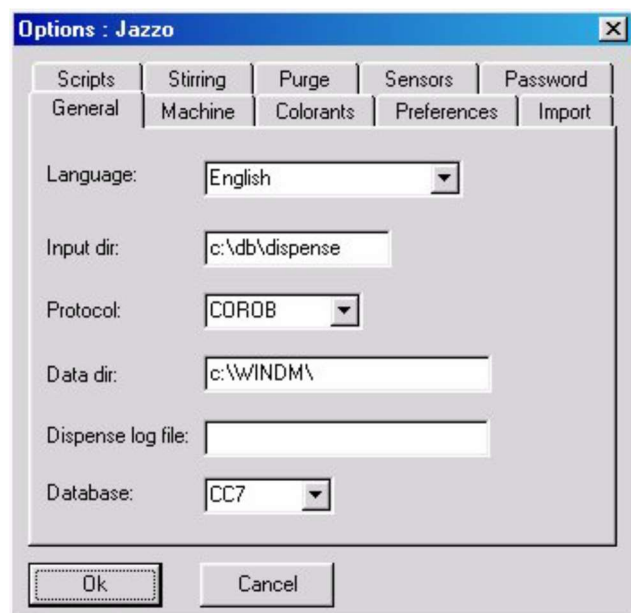 Options : Jazzo
Scripts Stirring Purge Sensors Password
General Machine Colorants Preferences Import
Language: English
Input dir: c:\db\dispense
Protocol: COROB
Data dir: c:\WINDM\
Dispense log file:
Database: CC7
Ok Cancel